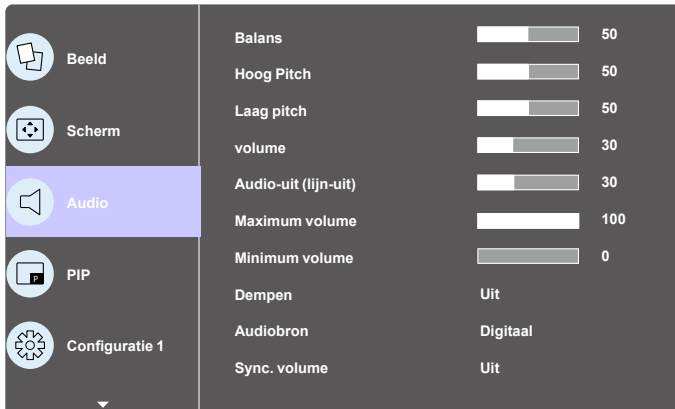 Beeld
Scherm
Audio
PIP
P
Configuratie 1
Balans 50
Hoog Pitch 50
Laag pitch 50
volume 30
Audio-uit (lijn-uit) 30
Maximum volume 100
Minimum volume 0
Dempen Uit
Audiobron Digitaal
Sync. volume Uit